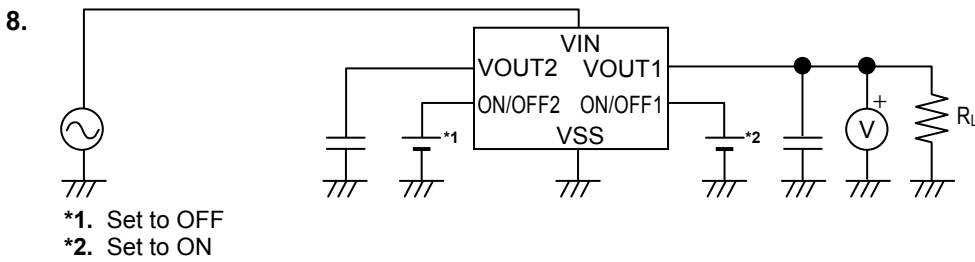 8.
VIN
VOUT2 VOUT1
ON/OFF2 ON/OFF1
*1 VSS *2
+
V
RL
*1. Set to OFF
*2. Set to ON